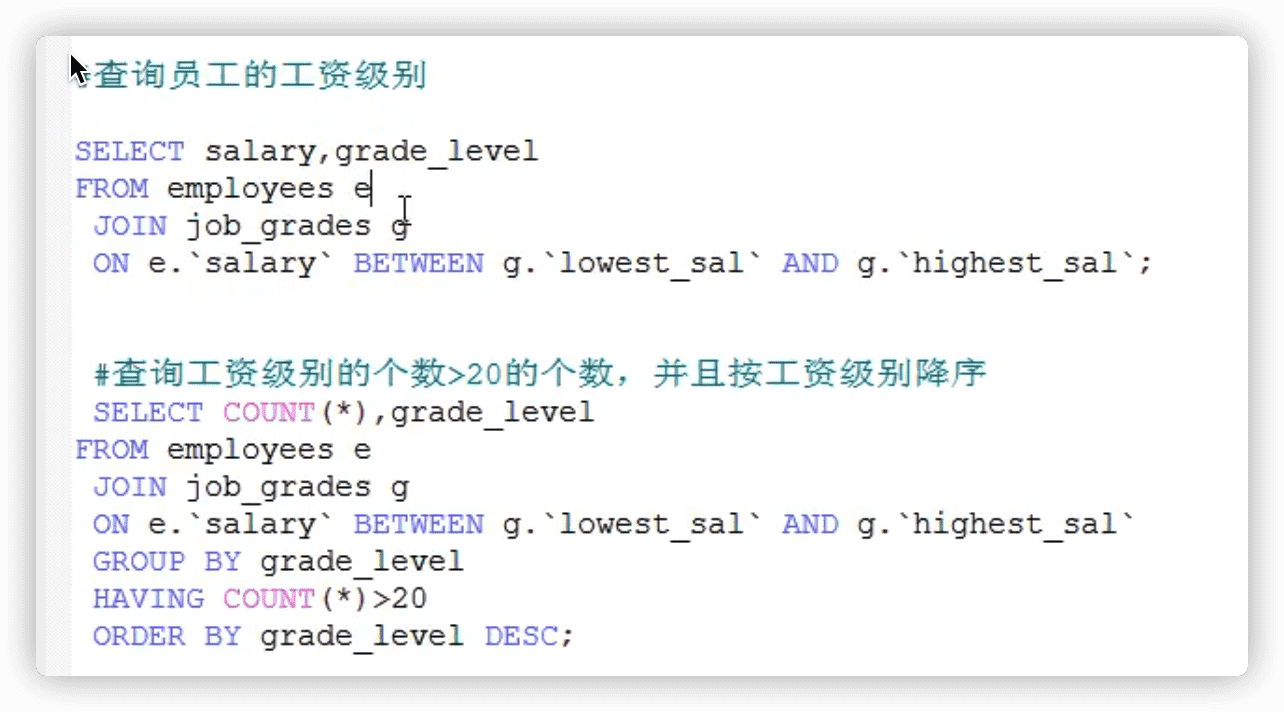 #查询员工的工资级别
SELECT salary,grade_level
FROM employees e
JOIN job_grades g
ON e.`salary` BETWEEN g.`lowest_sal` AND g.`highest_sal`;
#查询工资级别的个数>20的个数，并且按工资级别降序
SELECT COUNT(*),grade_level
FROM employees e
JOIN job_grades g
ON e.`salary` BETWEEN g.`lowest_sal` AND g.`highest_sal`
GROUP BY grade_level
HAVING COUNT(*)>20
ORDER BY grade_level DESC;